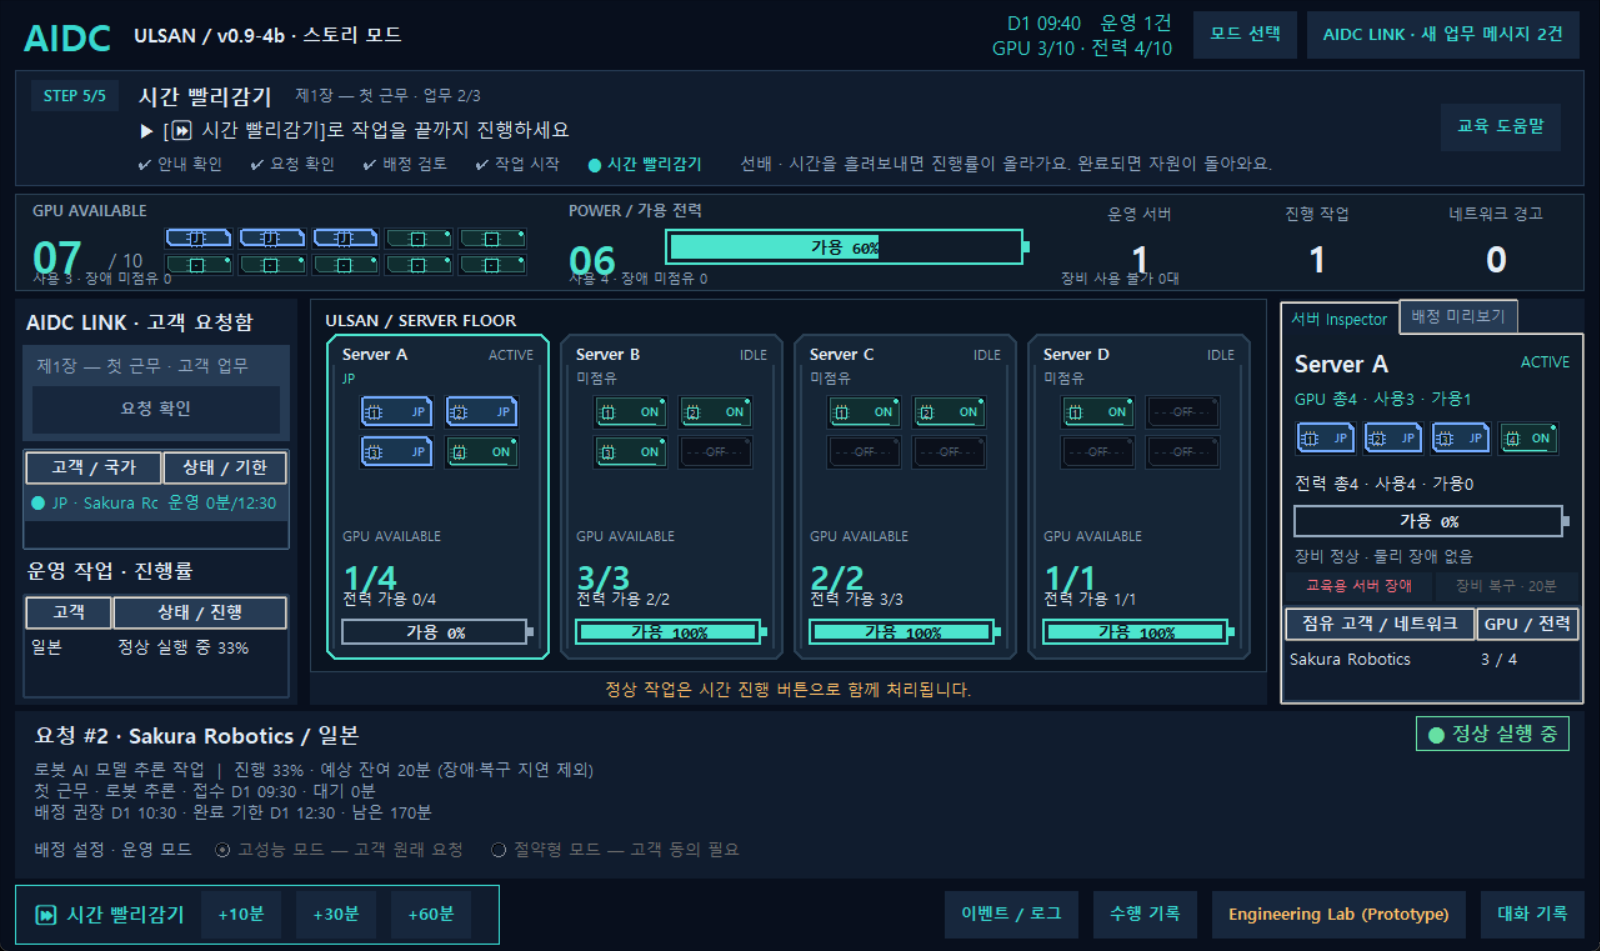 AIDC ULSAN / v0.9-4b · 스토리 모드
D1 09:40 운영 1건
GPU 3/10 · 전력 4/10
모드 선택
AIDC LINK · 새 업무 메시지 2건
STEP 5/5 시간 빨리감기 제1장 — 첫 근무 · 업무 2/3
▶ [⏩ 시간 빨리감기]로 작업을 끝까지 진행하세요
✔ 안내 확인 ✔ 요청 확인 ✔ 배정 검토 ✔ 작업 시작 ● 시간 빨리감기 선배 · 시간을 흘려보내면 진행률이 올라가요. 완료되면 자원이 돌아와요.
교육 도움말
GPU AVAILABLE
07 / 10
사용 3 · 장애 미점유 0
J J J - -
- - - - -
POWER / 가용 전력
06
사용 4 · 장애 미점유 0
가용 60%
운영 서버
1
장비 사용 불가 0대
진행 작업
1
네트워크 경고
0
AIDC LINK · 고객 요청함
제1장 — 첫 근무 · 고객 업무
요청 확인
고객 / 국가 상태 / 기한
● JP · Sakura Rc 운영 0분/12:30
운영 작업 · 진행률
고객 상태 / 진행
일본 정상 실행 중 33%
ULSAN / SERVER FLOOR
Server A ACTIVE
JP
1 JP 2 JP
3 JP 4 ON
GPU AVAILABLE
1/4
전력 가용 0/4
가용 0%
Server B IDLE
미점유
1 ON 2 ON
3 ON --OFF--
GPU AVAILABLE
3/3
전력 가용 2/2
가용 100%
Server C IDLE
미점유
1 ON 2 ON
--OFF-- --OFF--
GPU AVAILABLE
2/2
전력 가용 3/3
가용 100%
Server D IDLE
미점유
1 ON --OFF--
--OFF-- --OFF--
GPU AVAILABLE
1/1
전력 가용 1/1
가용 100%
정상 작업은 시간 진행 버튼으로 함께 처리됩니다.
서버 Inspector 배정 미리보기
Server A ACTIVE
GPU 총4 · 사용3 · 가용1
1 JP 2 JP 3 JP 4 ON
전력 총4 · 사용4 · 가용0
가용 0%
장비 정상 · 물리 장애 없음
교육용 서버 장애 장비 복구 · 20분
점유 고객 / 네트워크 GPU / 전력
Sakura Robotics 3 / 4
요청 #2 · Sakura Robotics / 일본
● 정상 실행 중
로봇 AI 모델 추론 작업 | 진행 33% · 예상 잔여 20분 (장애·복구 지연 제외)
첫 근무 · 로봇 추론 · 접수 D1 09:30 · 대기 0분
배정 권장 D1 10:30 · 완료 기한 D1 12:30 · 남은 170분
배정 설정 · 운영 모드 고성능 모드 — 고객 원래 요청 절약형 모드 — 고객 동의 필요
⏩ 시간 빨리감기 +10분 +30분 +60분
이벤트 / 로그 수행 기록 Engineering Lab (Prototype) 대화 기록